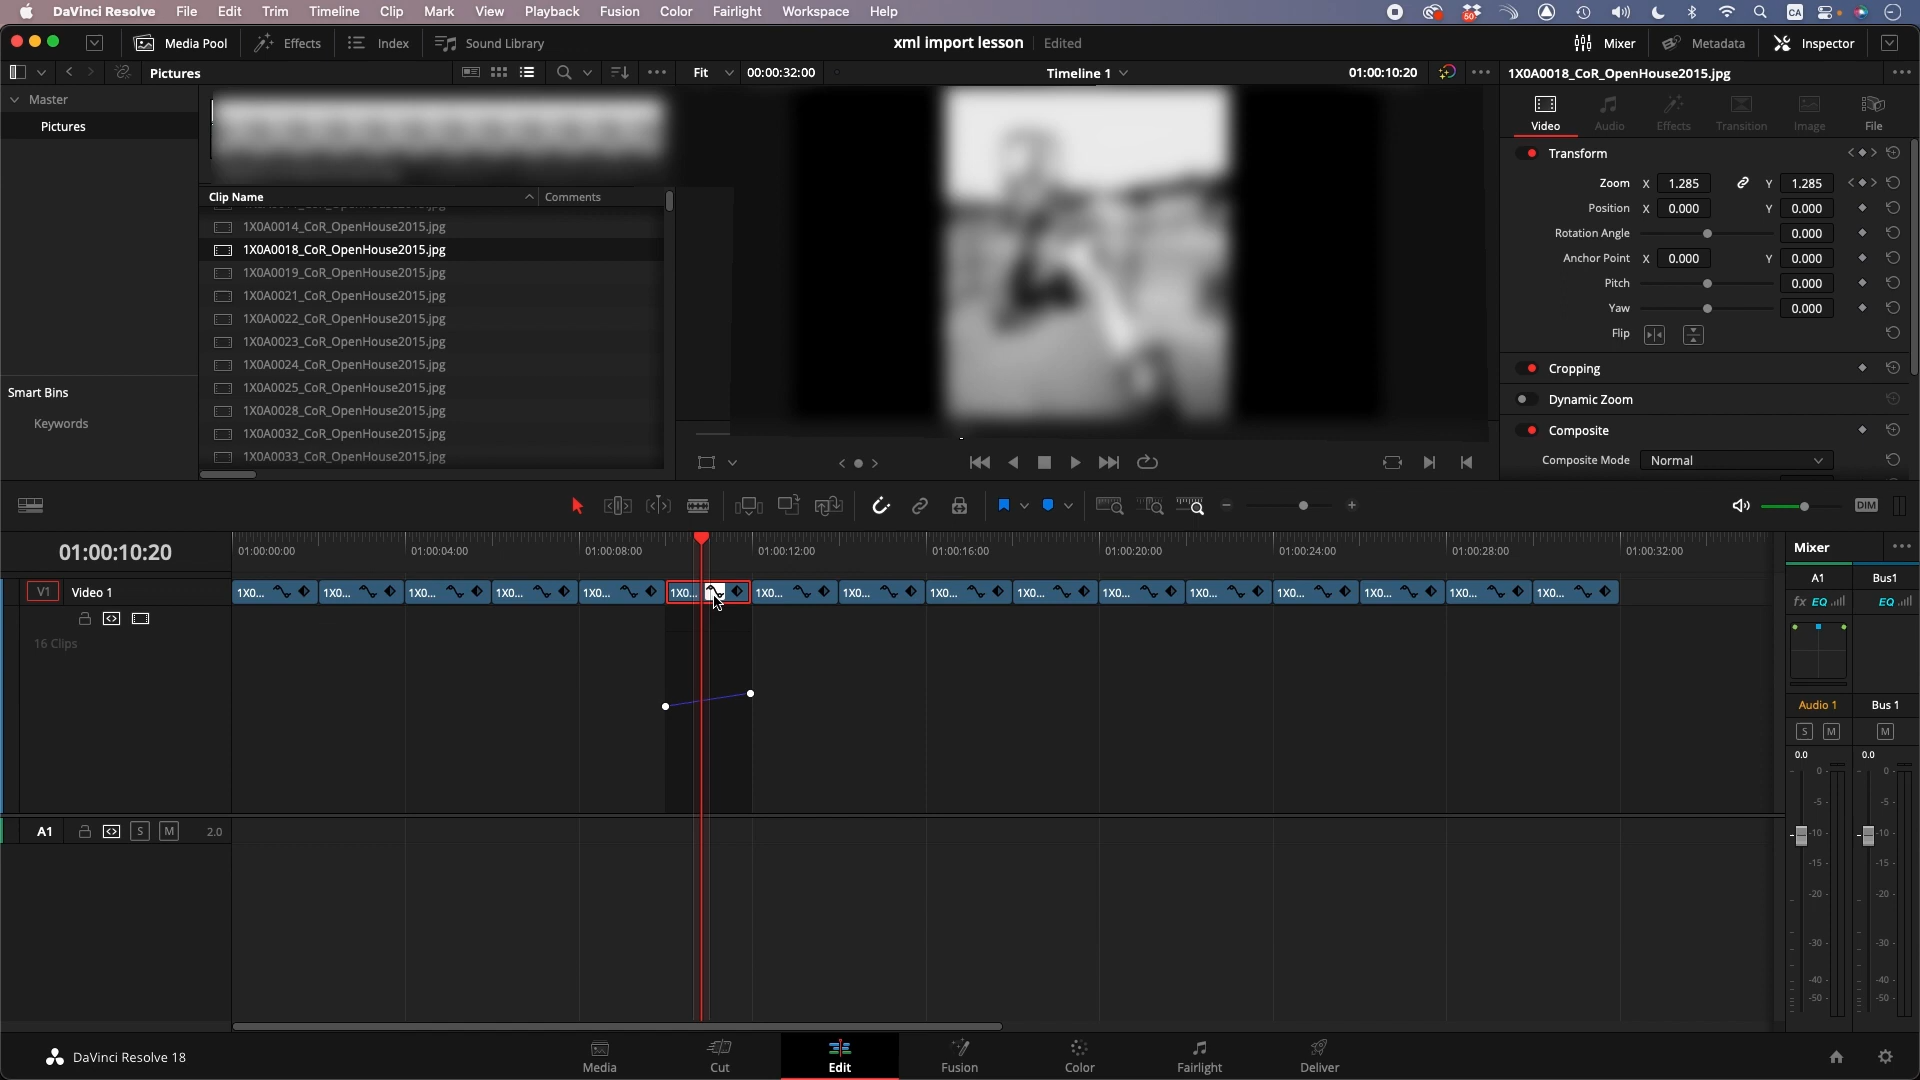 DaVinci Resolve File Edit Trim Timeline Clip Mark View Playback Fusion Color Fairlight Workspace Help
50
CA
Media Pool Effects Index Sound Library
xml import lesson Edited
Mixer Metadata Inspector
Pictures
Fit 00:00:32:00 Timeline 1 01:00:10:20
1X0A0018_CoR_OpenHouse2015.jpg
Master
Pictures
Smart Bins
Keywords
Clip Name Comments
1X0A0014_CoR_OpenHouse2015.jpg
1X0A0018_CoR_OpenHouse2015.jpg
1X0A0019_CoR_OpenHouse2015.jpg
1X0A0021_CoR_OpenHouse2015.jpg
1X0A0022_CoR_OpenHouse2015.jpg
1X0A0023_CoR_OpenHouse2015.jpg
1X0A0024_CoR_OpenHouse2015.jpg
1X0A0025_CoR_OpenHouse2015.jpg
1X0A0028_CoR_OpenHouse2015.jpg
1X0A0032_CoR_OpenHouse2015.jpg
1X0A0033_CoR_OpenHouse2015.jpg
Video Audio Effects Transition Image File
Transform
Zoom X 1.285 Y 1.285
Position X 0.000 Y 0.000
Rotation Angle 0.000
Anchor Point X 0.000 Y 0.000
Pitch 0.000
Yaw 0.000
Flip
Cropping
Dynamic Zoom
Composite
Composite Mode Normal
DIM
01:00:10:20
01:00:00:00 01:00:04:00 01:00:08:00 01:00:12:00 01:00:16:00 01:00:20:00 01:00:24:00 01:00:28:00 01:00:32:00
V1 Video 1
1X0... 1X0... 1X0... 1X0... 1X0... 1X0... 1X0... 1X0... 1X0... 1X0... 1X0... 1X0... 1X0... 1X0... 1X0... 1X0...
16 Clips
A1 S M 2.0
Mixer
A1 Bus1
fx EQ EQ
Audio 1 Bus 1
S M M
0.0 0.0
0 0
-5 -5
-10 -10
-15 -15
-20 -20
-30 -30
-40 -40
-50 -50
DaVinci Resolve 18
Media Cut Edit Fusion Color Fairlight Deliver